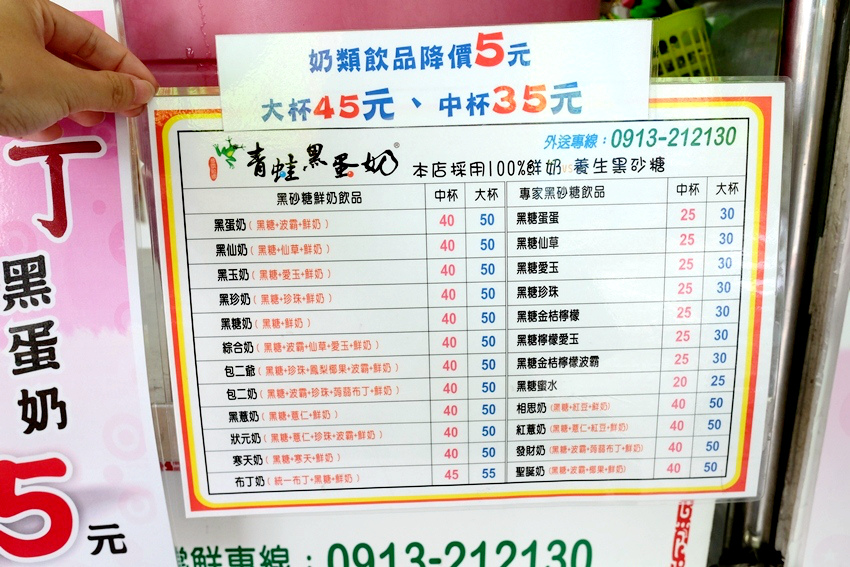 奶類飲品降價5元
大杯45元、中杯35元
外送專線：0913-212130
青蛙黑蛋奶® 本店採用100%鮮奶vs養生黑砂糖
黑砂糖鮮奶飲品 中杯 大杯
黑蛋奶（黑糖+波霸+鮮奶） 40 50
黑仙奶（黑糖+仙草+鮮奶） 40 50
黑玉奶（黑糖+愛玉+鮮奶） 40 50
黑珍奶（黑糖+珍珠+鮮奶） 40 50
黑糖奶（黑糖+鮮奶） 40 50
綜合奶（黑糖+波霸+仙草+愛玉+鮮奶） 40 50
包二爺（黑糖+珍珠+鳳梨椰果+波霸+鮮奶） 40 50
包二奶（黑糖+波霸+珍珠+蒟蒻布丁+鮮奶） 40 50
黑薏奶（黑糖+薏仁+鮮奶） 40 50
狀元奶（黑糖+薏仁+珍珠+波霸+鮮奶） 40 50
寒天奶（黑糖+寒天+鮮奶） 40 50
布丁奶（統一布丁+黑糖+鮮奶） 45 55
專家黑砂糖飲品 中杯 大杯
黑糖蛋蛋 25 30
黑糖仙草 25 30
黑糖愛玉 25 30
黑糖珍珠 25 30
黑糖金桔檸檬 25 30
黑糖檸檬愛玉 25 30
黑糖金桔檸檬波霸 25 30
黑糖蜜水 20 25
相思奶（黑糖+紅豆+鮮奶） 40 50
紅薏奶（黑糖+薏仁+紅豆+鮮奶） 40 50
發財奶（黑糖+波霸+蒟蒻布丁+鮮奶） 40 50
聖誕奶（黑糖+波霸+椰果+鮮奶） 40 50
丁
黑蛋奶
5元
鮮專線：0913-212130